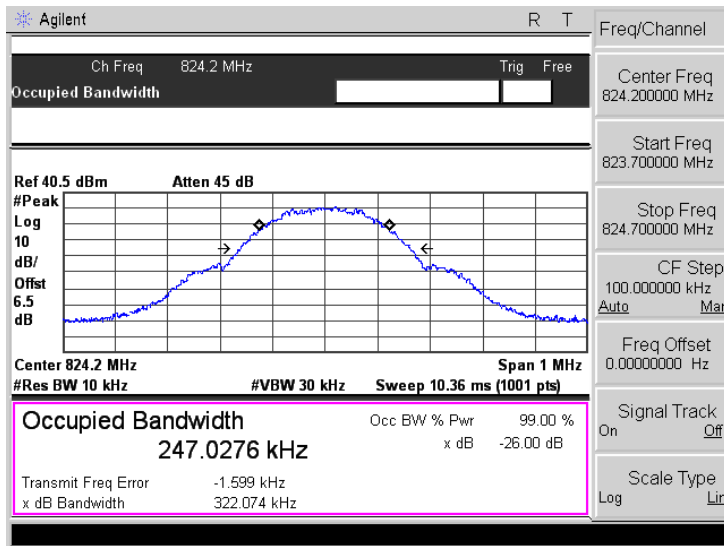 Agilent R T
Ch Freq 824.2 MHz Trig Free
Occupied Bandwidth
Ref 40.5 dBm Atten 45 dB
#Peak
Log
10
dB/
Offst
6.5
dB
Center 824.2 MHz Span 1 MHz
#Res BW 10 kHz #VBW 30 kHz Sweep 10.36 ms (1001 pts)
Occupied Bandwidth Occ BW % Pwr 99.00 %
247.0276 kHz x dB -26.00 dB
Transmit Freq Error -1.599 kHz
x dB Bandwidth 322.074 kHz
Freq/Channel
Center Freq
824.200000 MHz
Start Freq
823.700000 MHz
Stop Freq
824.700000 MHz
CF Step
100.000000 kHz
Auto Man
Freq Offset
0.00000000 Hz
Signal Track
On Off
Scale Type
Log Lin